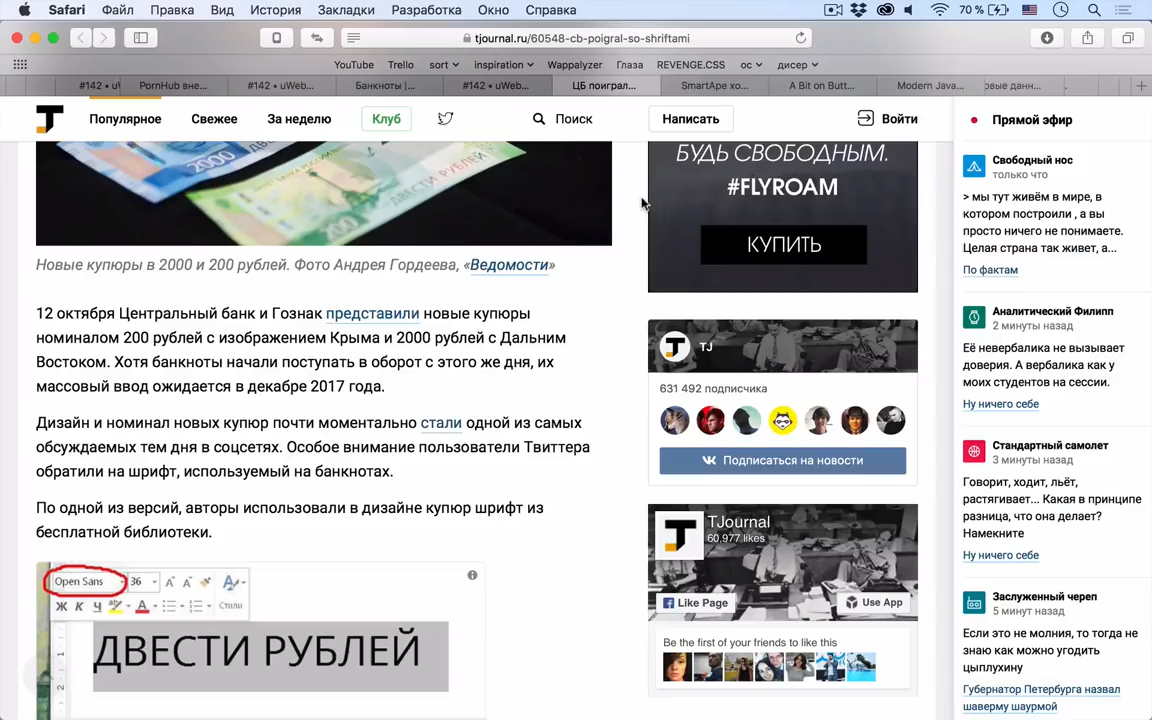 Safari Файл Правка Вид История Закладки Разработка Окно Справка 70 %
tjournal.ru/60548-cb-poigral-so-shriftami
YouTube Trello sort inspiration Wappalyzer Глаза REVENGE.CSS ос дисер
#142 • uW PornHub вне... #142 • uWeb... Банкноты |... #142 • uWeb... ЦБ поиграл... SmartApe хо... A Bit on Butt... Modern Java... овые данн...
Популярное Свежее За неделю Клуб Поиск Написать Войти
Прямой эфир
2000
ДВЕСТИ РУБЛЕЙ
Новые купюры в 2000 и 200 рублей. Фото Андрея Гордеева, «Ведомости»
12 октября Центральный банк и Гознак представили новые купюры
номиналом 200 рублей с изображением Крыма и 2000 рублей с Дальним
Востоком. Хотя банкноты начали поступать в оборот с этого же дня, их
массовый ввод ожидается в декабре 2017 года.
Дизайн и номинал новых купюр почти моментально стали одной из самых
обсуждаемых тем дня в соцсетях. Особое внимание пользователи Твиттера
обратили на шрифт, используемый на банкнотах.
По одной из версий, авторы использовали в дизайне купюр шрифт из
бесплатной библиотеки.
Open Sans 36
Ж К Ч
Стили
1
2
ДВЕСТИ РУБЛЕЙ
БУДЬ СВОБОДНЫМ.
#FLYROAM
КУПИТЬ
TJ
631 492 подписчика
Подписаться на новости
TJournal
60,977 likes
Like Page Use App
Be the first of your friends to like this
Свободный нос
только что
> мы тут живём в мире, в
котором построили , а вы
просто ничего не понимаете.
Целая страна так живет, а...
По фактам
Аналитический Филипп
2 минуты назад
Её невербалика не вызывает
доверия. А вербалика как у
моих студентов на сессии.
Ну ничего себе
Стандартный самолет
3 минуты назад
Говорит, ходит, льёт,
растягивает... Какая в принципе
разница, что она делает?
Намекните
Ну ничего себе
Заслуженный череп
5 минут назад
Если это не молния, то тогда не
знаю как можно угодить
цыплухину
Губернатор Петербурга назвал
шаверму шаурмой